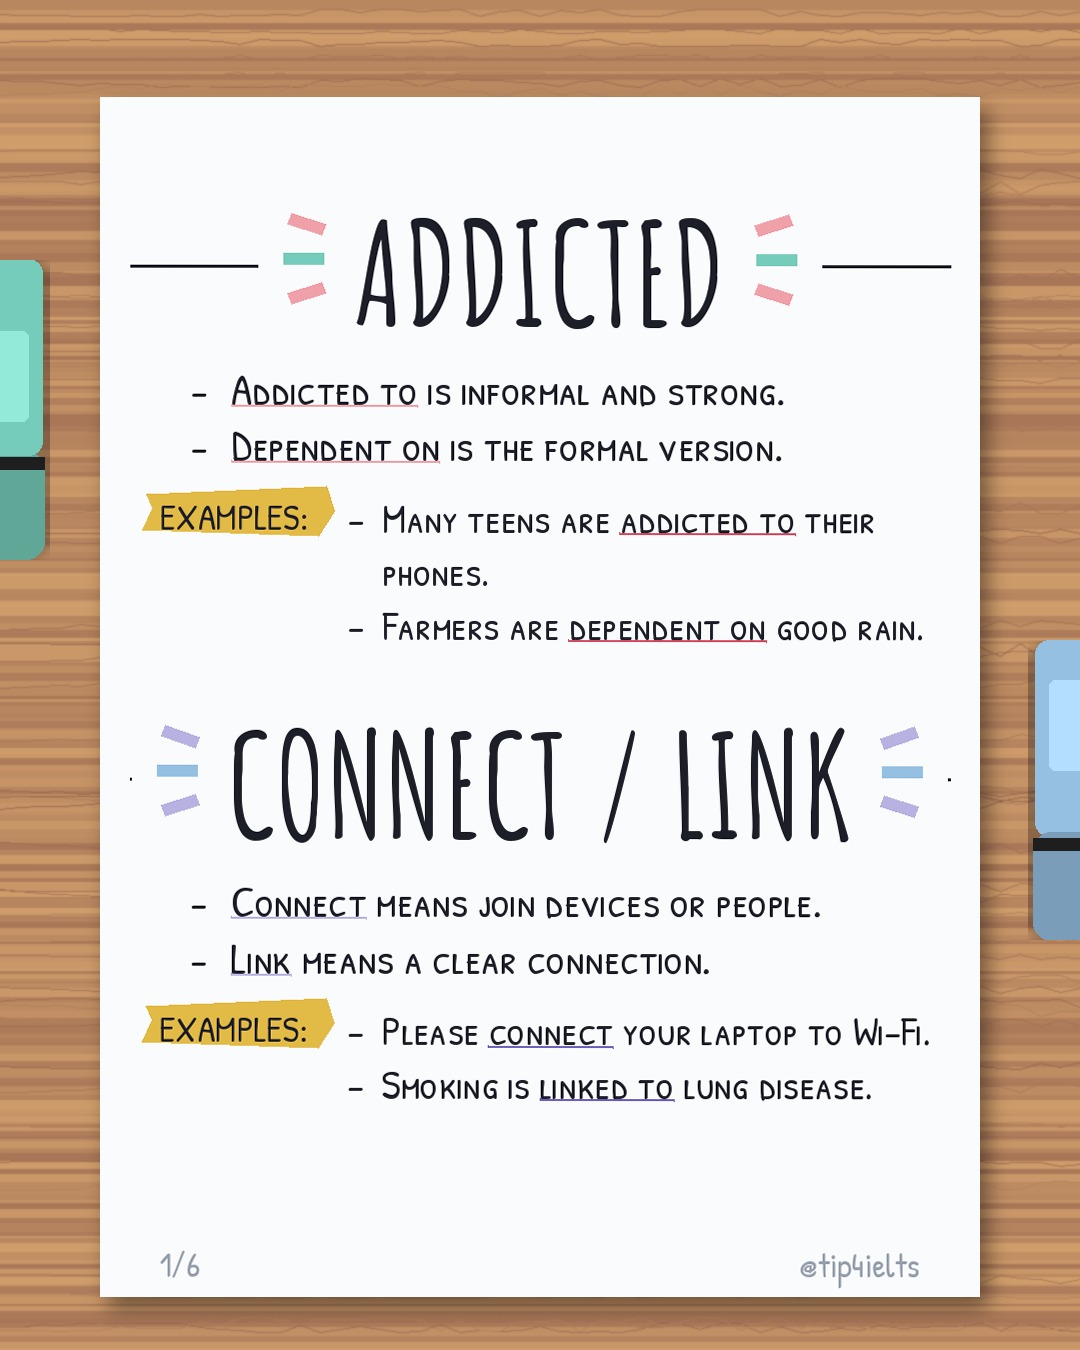 ADDICTED
- ADDICTED TO IS INFORMAL AND STRONG.
- DEPENDENT ON IS THE FORMAL VERSION.
EXAMPLES: - MANY TEENS ARE ADDICTED TO THEIR
PHONES.
- FARMERS ARE DEPENDENT ON GOOD RAIN.
CONNECT / LINK
- CONNECT MEANS JOIN DEVICES OR PEOPLE.
- LINK MEANS A CLEAR CONNECTION.
EXAMPLES: - PLEASE CONNECT YOUR LAPTOP TO WI-FI.
- SMOKING IS LINKED TO LUNG DISEASE.
1/6
@tip4ielts